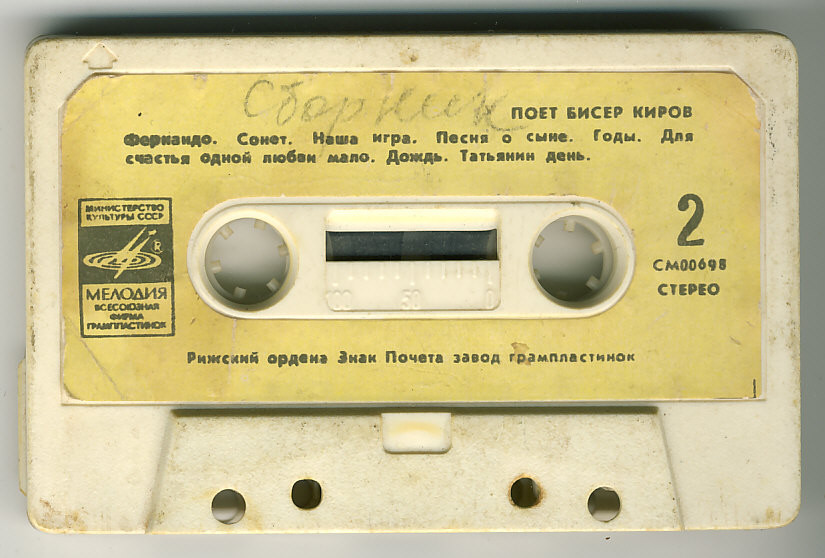 Сборник
ПОЕТ БИСЕР КИРОВ
Фернандо. Сонет. Наша игра. Песня о сыне. Годы. Для
счастья одной любви мало. Дождь. Татьянин день.
МИНИСТЕРСТВО
КУЛЬТУРЫ СССР
®
МЕЛОДИЯ
ВСЕСОЮЗНАЯ
ФИРМА
ГРАМПЛАСТИНОК
2
СМ00698
СТЕРЕО
100 50 0
Рижский ордена Знак Почета завод грампластинок